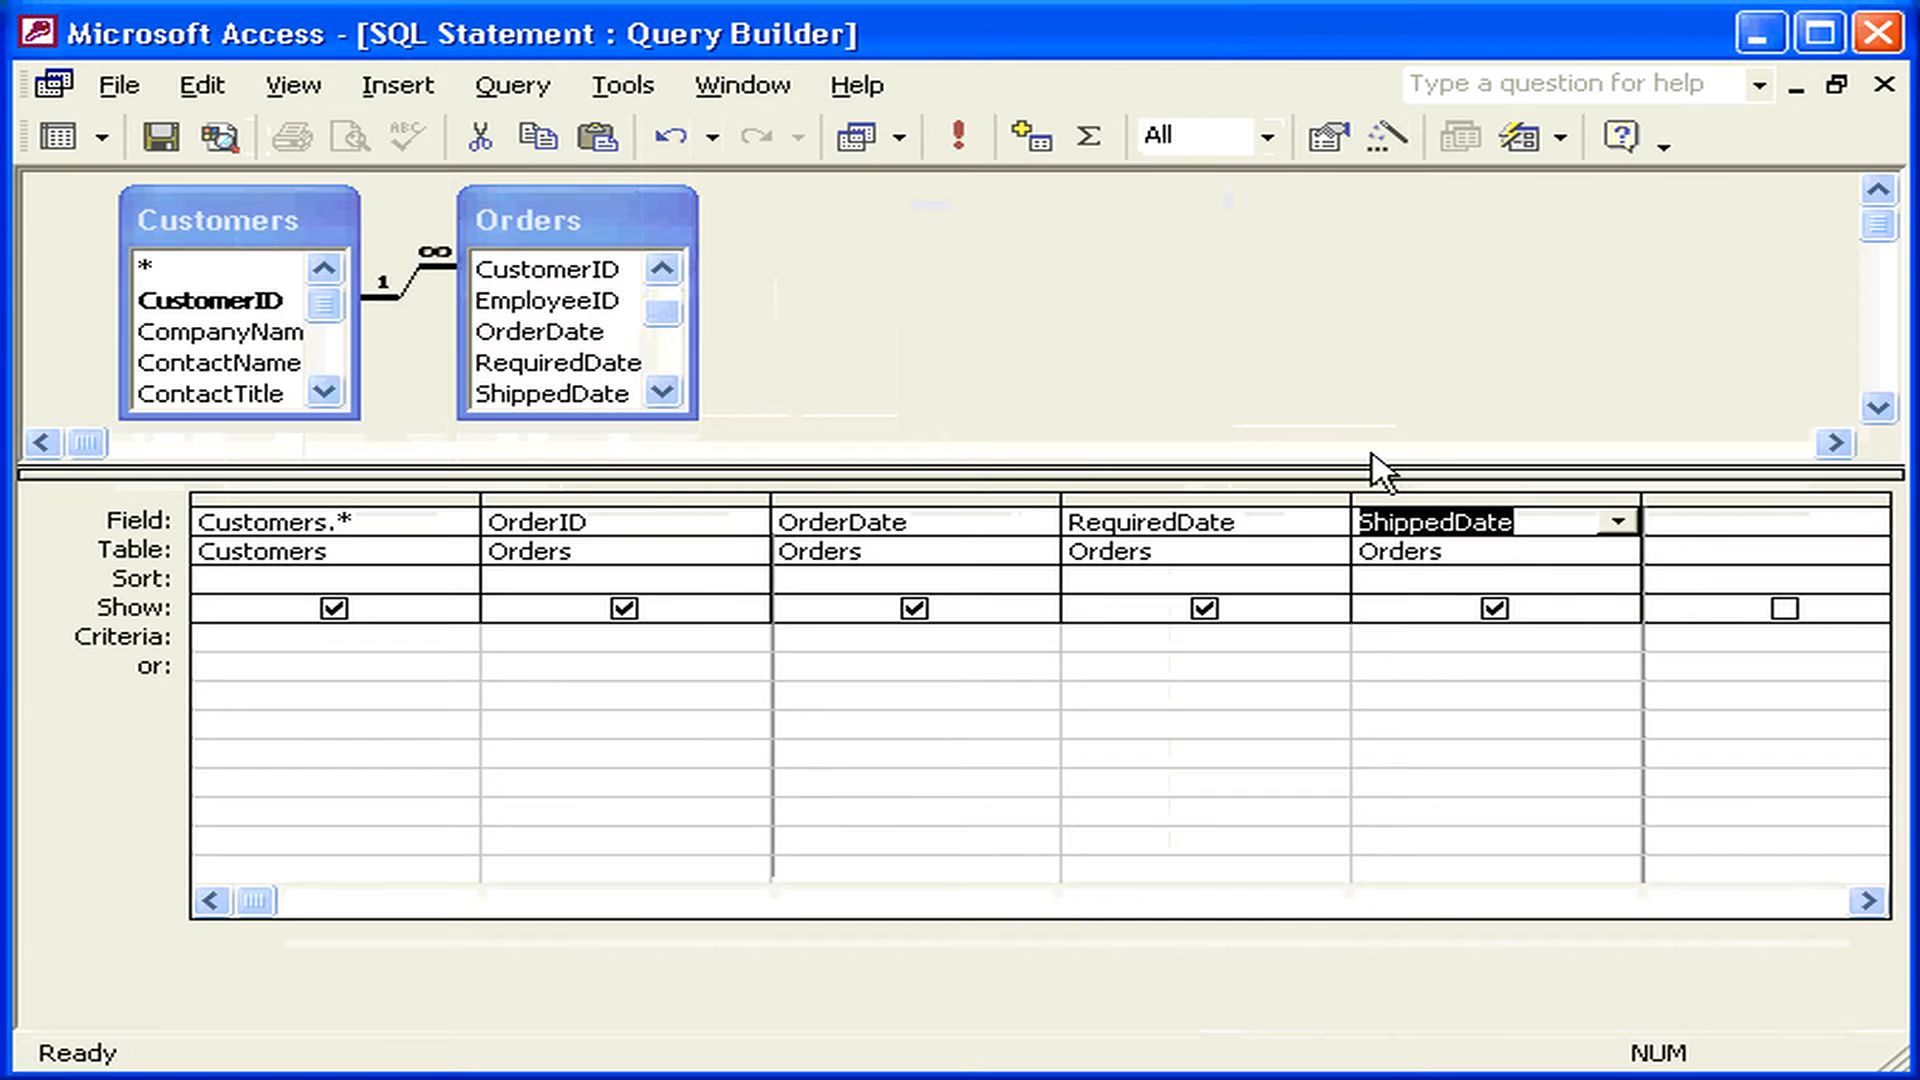 Microsoft Access - [SQL Statement : Query Builder]
File Edit View Insert Query Tools Window Help Type a question for help
ABC All
Customers
*
CustomerID
CompanyNam
ContactName
ContactTitle
1 ∞
Orders
CustomerID
EmployeeID
OrderDate
RequiredDate
ShippedDate
Field: Customers.* OrderID OrderDate RequiredDate ShippedDate
Table: Customers Orders Orders Orders Orders
Sort:
Show:
Criteria:
or:
Ready NUM